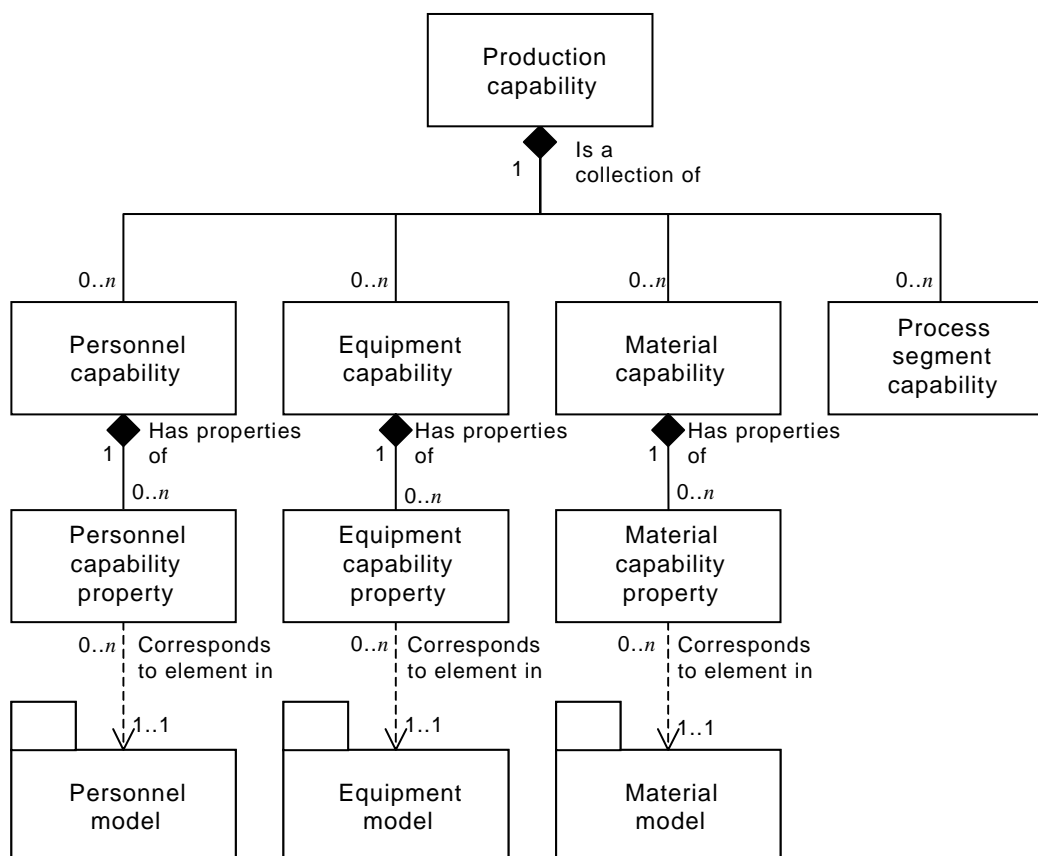 Production
capability
Is a
1
collection of
0..n
0..n
0..n
0..n
Personnel
capability
Equipment
capability
Material
capability
Process
segment
capability
Has properties
1
of
Has properties
1
of
Has properties
1
of
0..n
0..n
0..n
Personnel
capability
property
Equipment
capability
property
Material
capability
property
0..n
Corresponds
to element in
0..n
Corresponds
to element in
0..n
Corresponds
to element in
1..1
1..1
1..1
Personnel
model
Equipment
model
Material
model